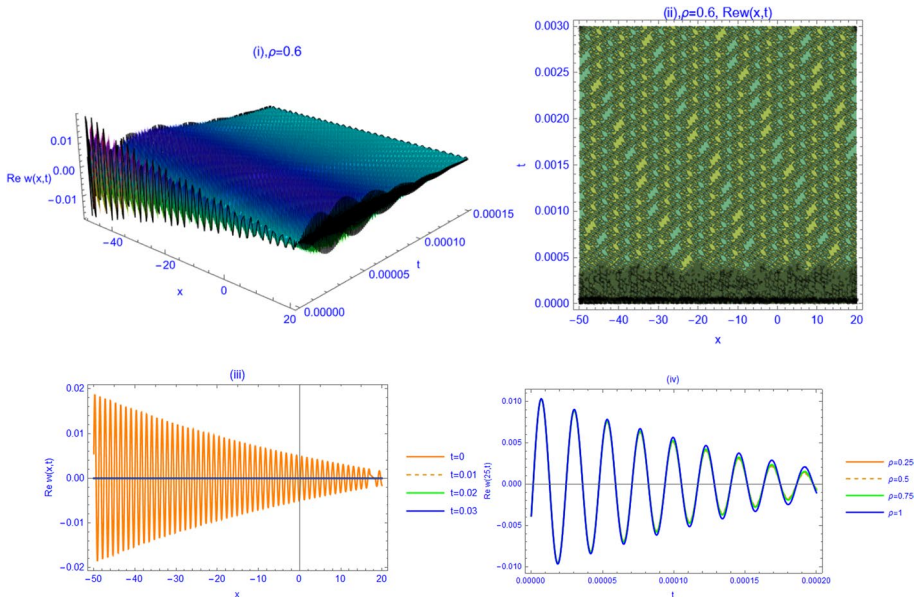 (i),ρ=0.6
0.01
0.00
−0.01
Re w(x,t)
−40
−20
0
20
x
0.00000
0.00005
0.00010
0.00015
t
(ii),ρ=0.6, Rew(x,t)
0.0030
0.0025
0.0020
0.0015
0.0010
0.0005
0.0000
t
−50 −40 −30 −20 −10 0 10 20
x
(iii)
0.02
0.01
0.00
−0.01
−0.02
Re w(x,t)
−50 −40 −30 −20 −10 0 10 20
x
t=0
t=0.01
t=0.02
t=0.03
(iv)
0.010
0.005
0.000
−0.005
−0.010
Re w(25,t)
0.00000 0.00005 0.00010 0.00015 0.00020
t
ρ=0.25
ρ=0.5
ρ=0.75
ρ=1